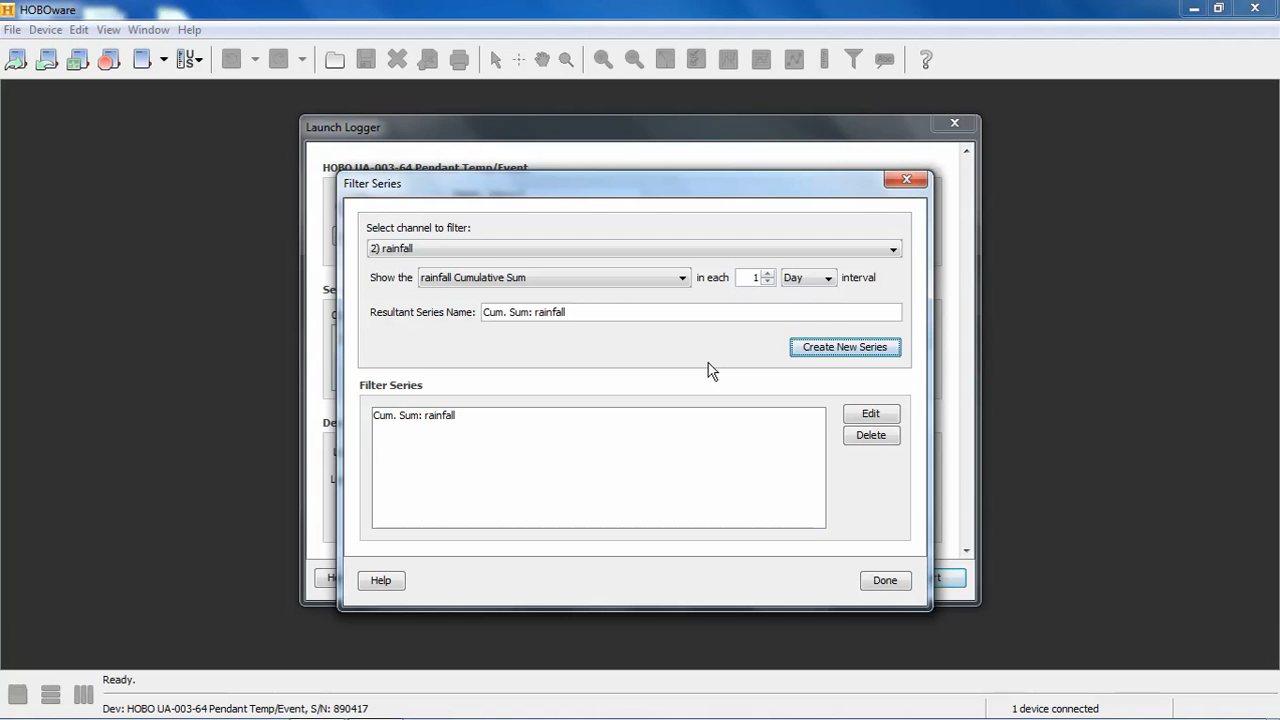 HOBOware
File Device Edit View Window Help
Launch Logger
HOBO UA-003-64 Pendant Temp/Event
Filter Series
Select channel to filter:
2) rainfall
Show the rainfall Cumulative Sum in each 1 Day interval
Resultant Series Name: Cum. Sum: rainfall
Create New Series
Filter Series
Cum. Sum: rainfall
Edit
Delete
Help Done
Ready.
Dev: HOBO UA-003-64 Pendant Temp/Event, S/N: 890417 1 device connected